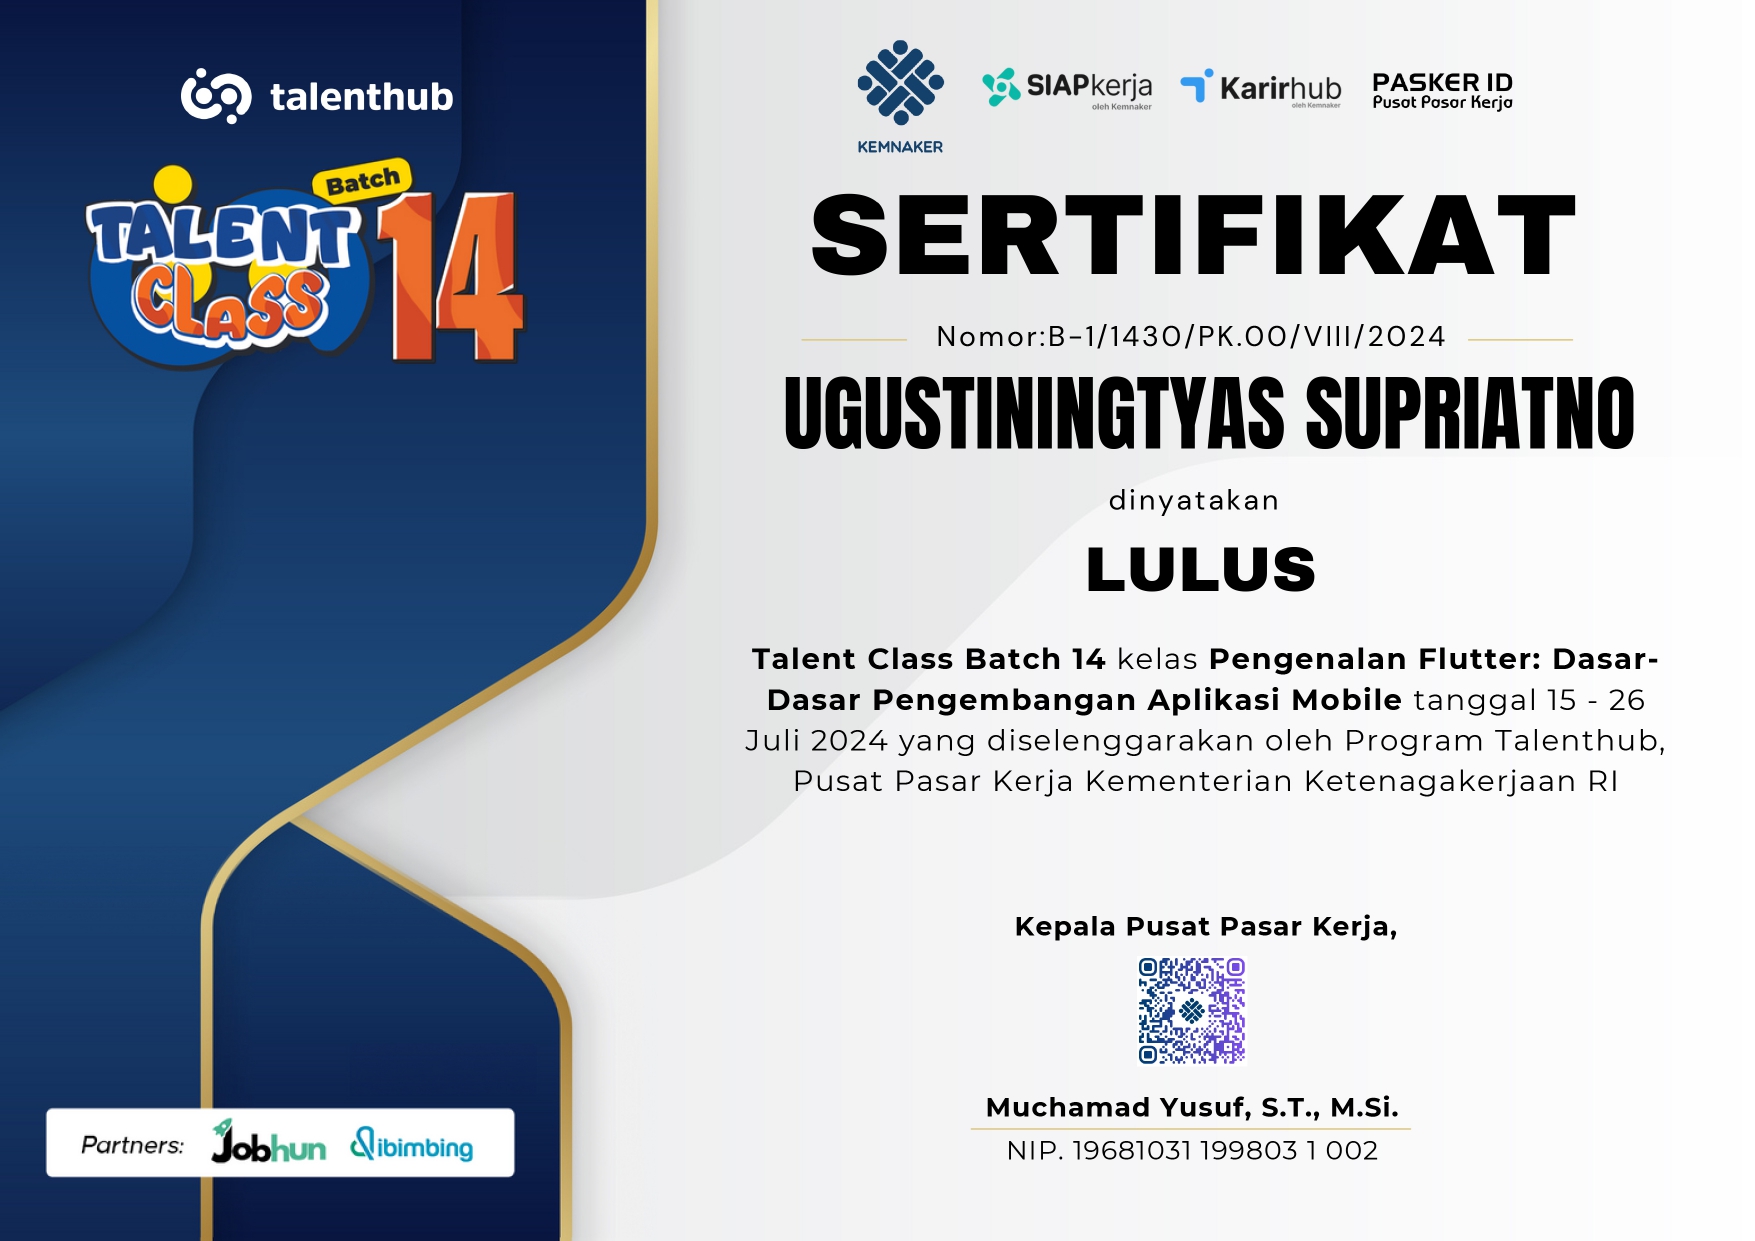 talenthub
Batch
TALENT
CLASS
14
KEMNAKER
SIAPkerja
oleh Kemnaker
Karirhub
oleh Kemnaker
PASKER ID
Pusat Pasar Kerja
SERTIFIKAT
Nomor:B-1/1430/PK.00/VIII/2024
UGUSTININGTYAS SUPRIATNO
dinyatakan
LULUS
Talent Class Batch 14 kelas Pengenalan Flutter: Dasar-
Dasar Pengembangan Aplikasi Mobile tanggal 15 - 26
Juli 2024 yang diselenggarakan oleh Program Talenthub,
Pusat Pasar Kerja Kementerian Ketenagakerjaan RI
Kepala Pusat Pasar Kerja,
Muchamad Yusuf, S.T., M.Si.
NIP. 19681031 199803 1 002
Partners:
Jobhun
dibimbing